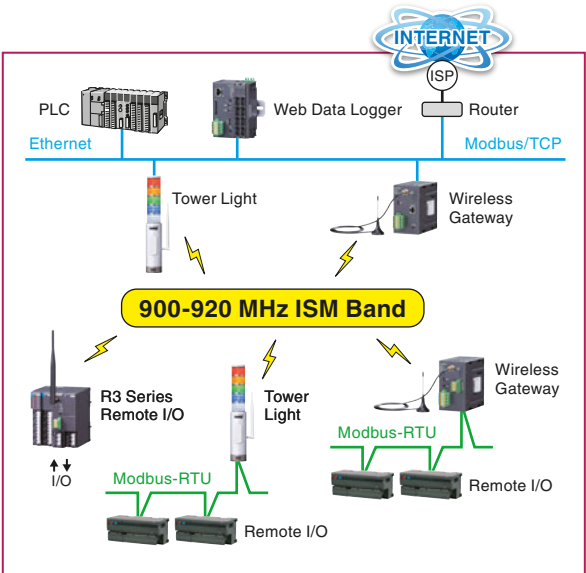 INTERNET
ISP
PLC
Web Data Logger
Router
Ethernet
Modbus/TCP
Tower Light
Wireless
Gateway
900-920 MHz ISM Band
R3 Series
Remote I/O
I/O
Tower
Light
Wireless
Gateway
Modbus-RTU
Remote I/O
Modbus-RTU
Remote I/O